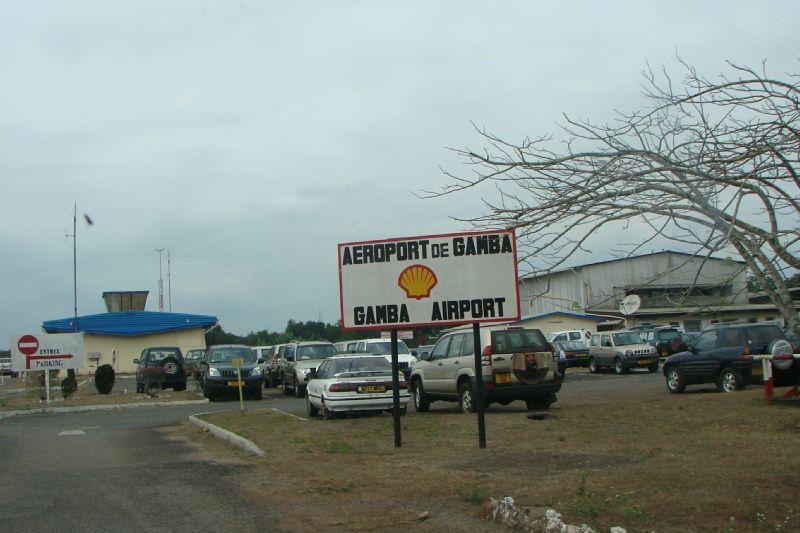 AEROPORT DE GAMBA
GAMBA AIRPORT
ENTREE
PARKING